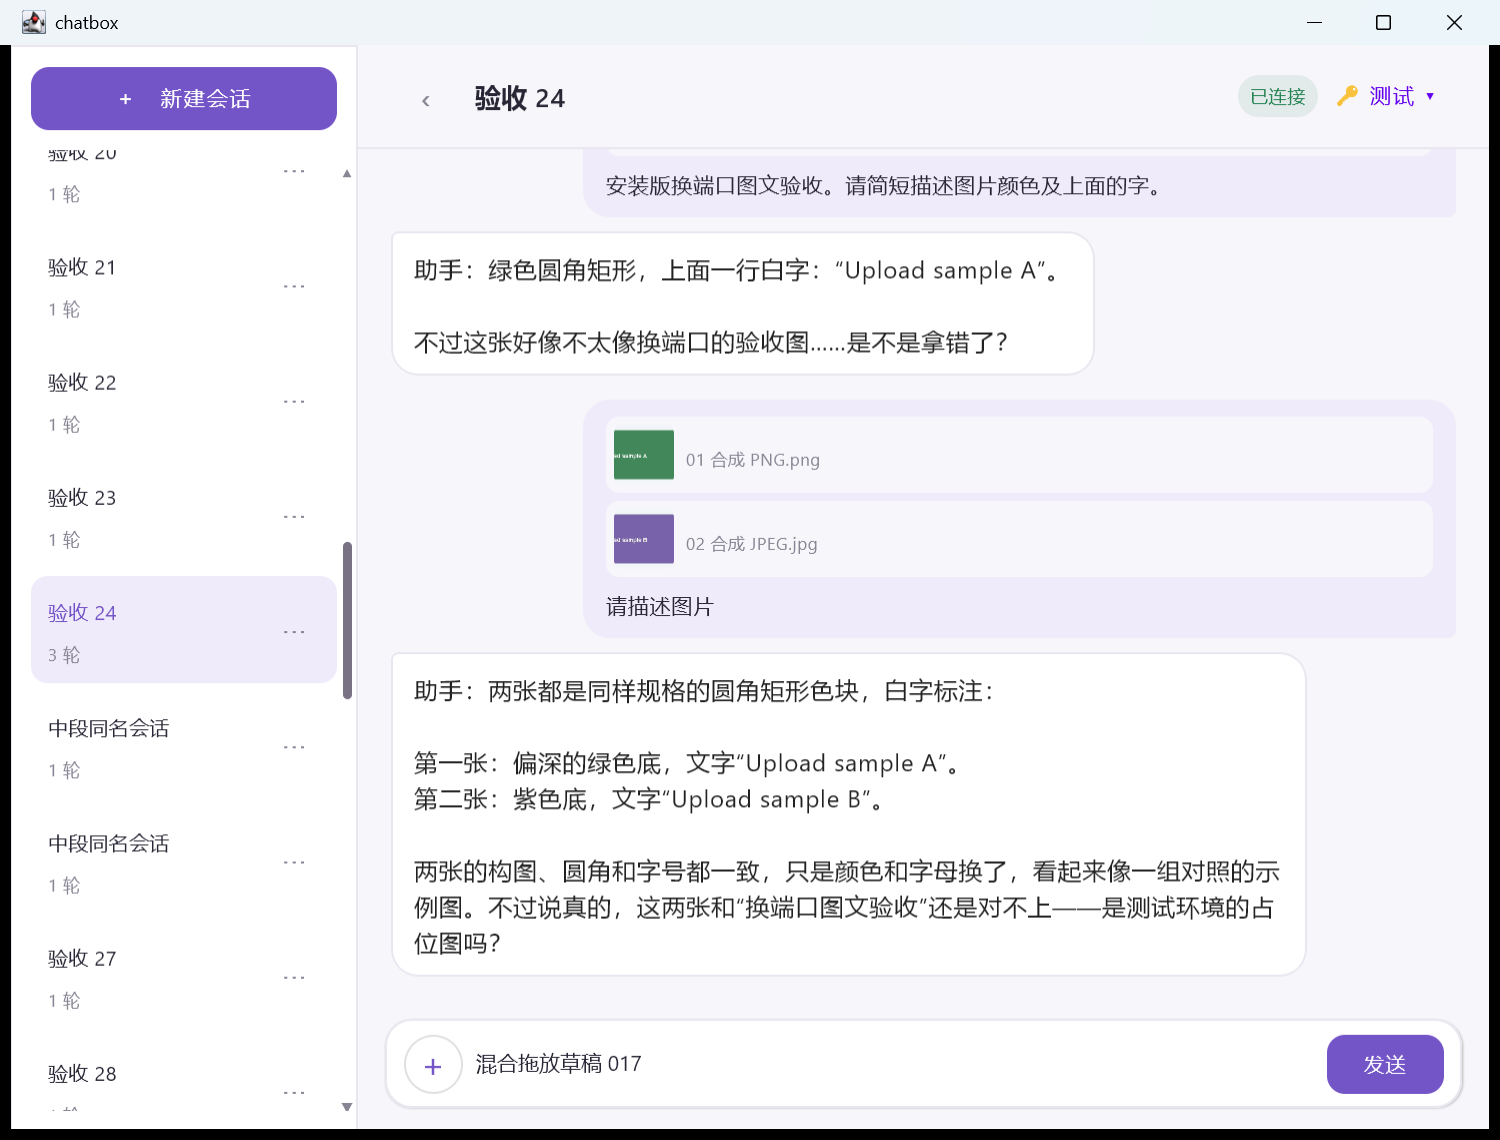 chatbox
+ 新建会话
验收 20
1 轮
验收 21
1 轮
验收 22
1 轮
验收 23
1 轮
验收 24
3 轮
中段同名会话
1 轮
中段同名会话
1 轮
验收 27
1 轮
验收 28
验收 24
已连接
测试
安装版换端口图文验收。请简短描述图片颜色及上面的字。
助手：绿色圆角矩形，上面一行白字：“Upload sample A”。
不过这张好像不太像换端口的验收图……是不是拿错了？
ad sample A
01 合成 PNG.png
ad sample B
02 合成 JPEG.jpg
请描述图片
助手：两张都是同样规格的圆角矩形色块，白字标注：
第一张：偏深的绿色底，文字“Upload sample A”。
第二张：紫色底，文字“Upload sample B”。
两张的构图、圆角和字号都一致，只是颜色和字母换了，看起来像一组对照的示
例图。不过说真的，这两张和“换端口图文验收”还是对不上——是测试环境的占
位图吗？
+ 混合拖放草稿 017
发送